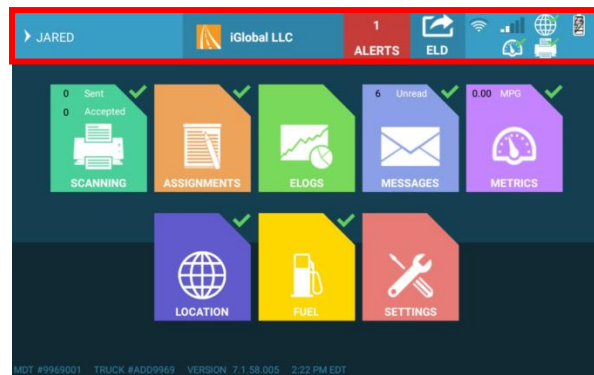 JARED
iGlobal LLC
1
ALERTS
ELD
0 Sent
0 Accepted
SCANNING
ASSIGNMENTS
ELOGS
6 Unread
MESSAGES
0.00 MPG
METRICS
LOCATION
FUEL
SETTINGS
MDT #9969001 TRUCK #ADD9969 VERSION 7.1.58.005 2:22 PM EDT